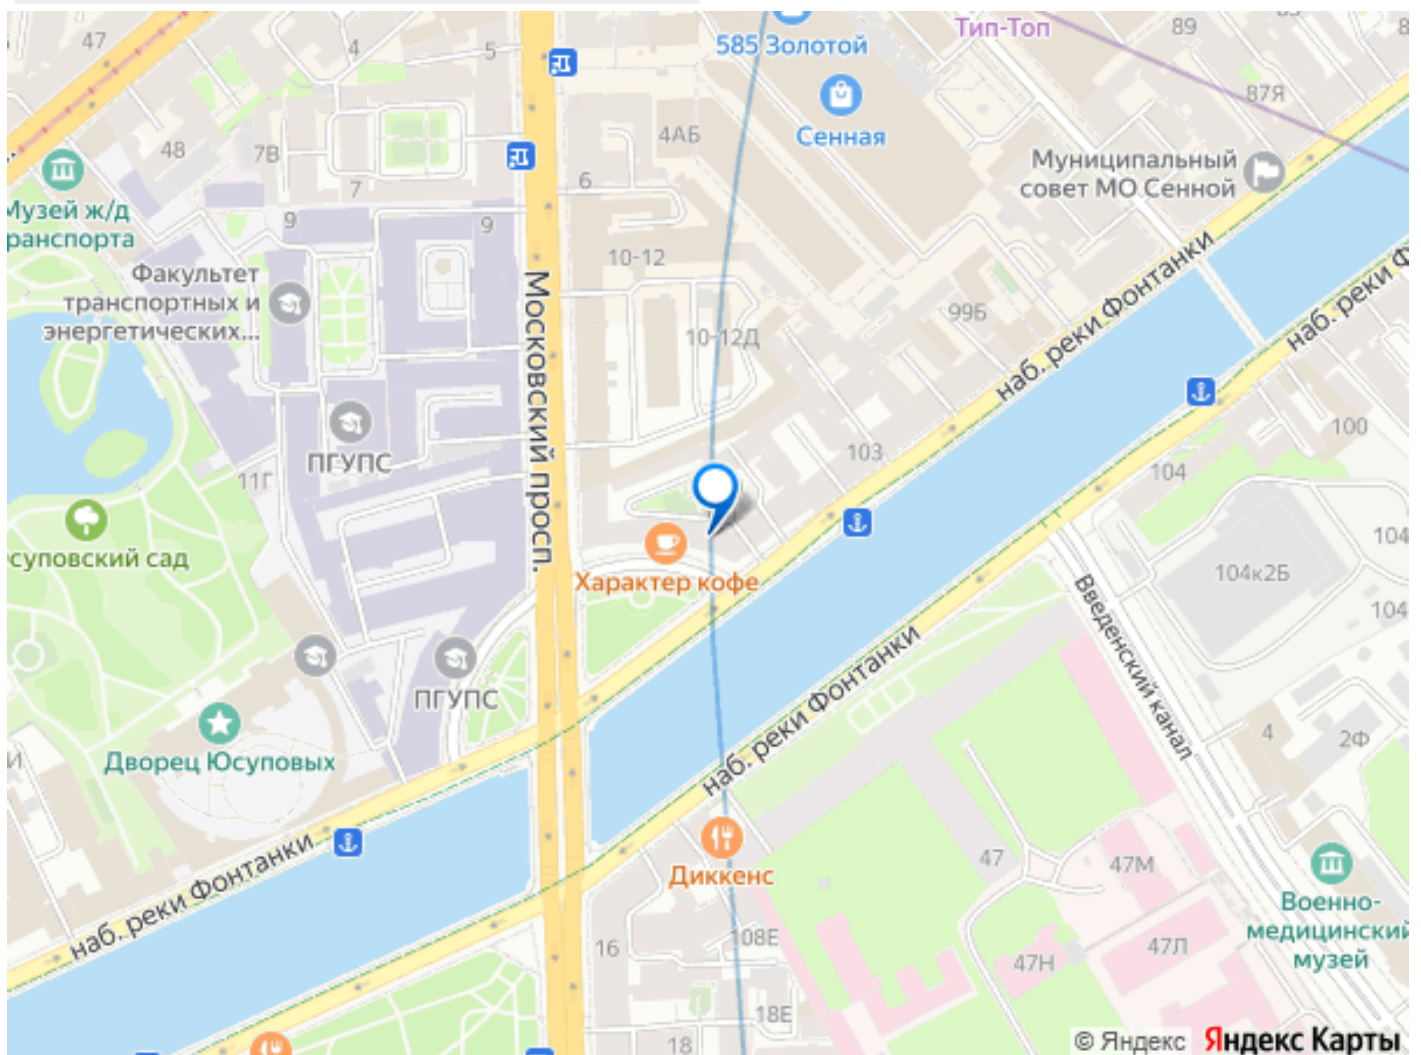 47
4
5
585 Золотой
Тип-Топ
89
87Я
Сенная
4АБ
48
7В
7
6
9
9
Муниципальный
совет МО Сенной
Музей ж/д
транспорта
Факультет
транспортных и
энергетических...
10-12
10-12Д
99Б
Московский просп.
наб. реки Фонтанки
наб. реки Ф
ПГУПС
11Г
103
104
100
104
104к2Б
104
суповский сад
Характер кофе
Введенский канал
ПГУПС
Дворец Юсуповых
наб. реки Фонтанки
4
2Ф
наб. реки Фонтанки
Диккенс
47
47М
16
108Е
47Н
47Л
Военно-
медицинский
музей
18Е
18
© Яндекс Яндекс Карты